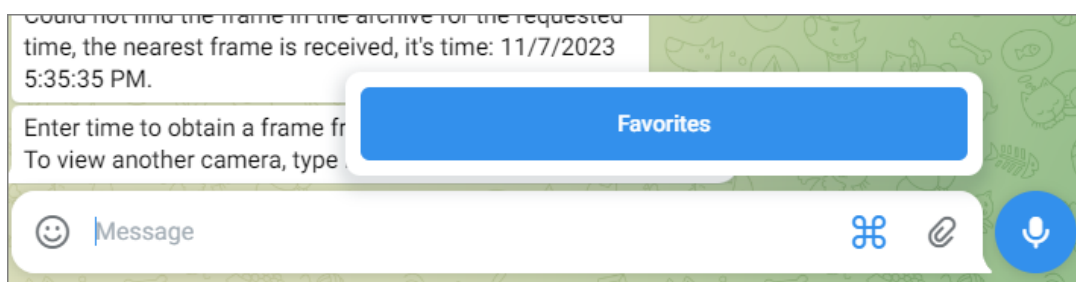 Could not find the frame in the archive for the requested
time, the nearest frame is received, it's time: 11/7/2023
5:35:35 PM.
Enter time to obtain a frame fr
To view another camera, type
Favorites
Message